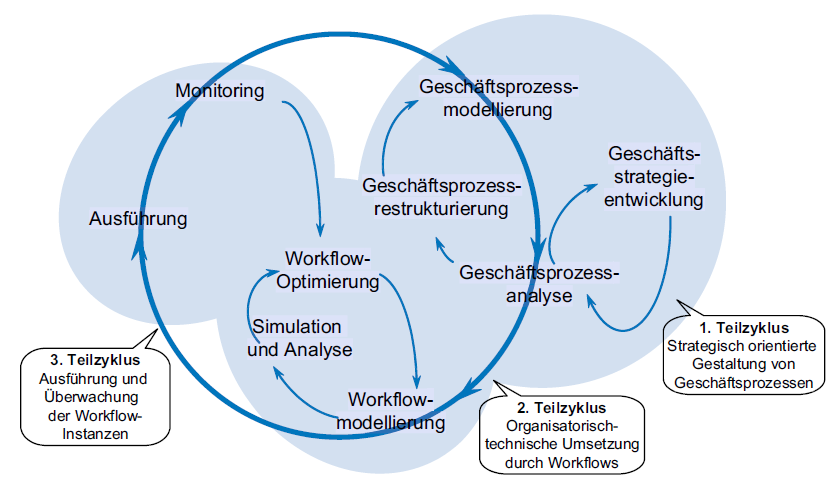 Monitoring
Geschäftsprozess-
modellierung
Geschäfts-
strategie-
entwicklung
Geschäftsprozess-
restrukturierung
Ausführung
Workflow-
Optimierung
Geschäftsprozess-
analyse
Simulation
und Analyse
Workflow-
modellierung
1. Teilzyklus
Strategisch orientierte
Gestaltung von
Geschäftsprozessen
2. Teilzyklus
Organisatorisch-
technische Umsetzung
durch Workflows
3. Teilzyklus
Ausführung und
Überwachung
der Workflow-
Instanzen